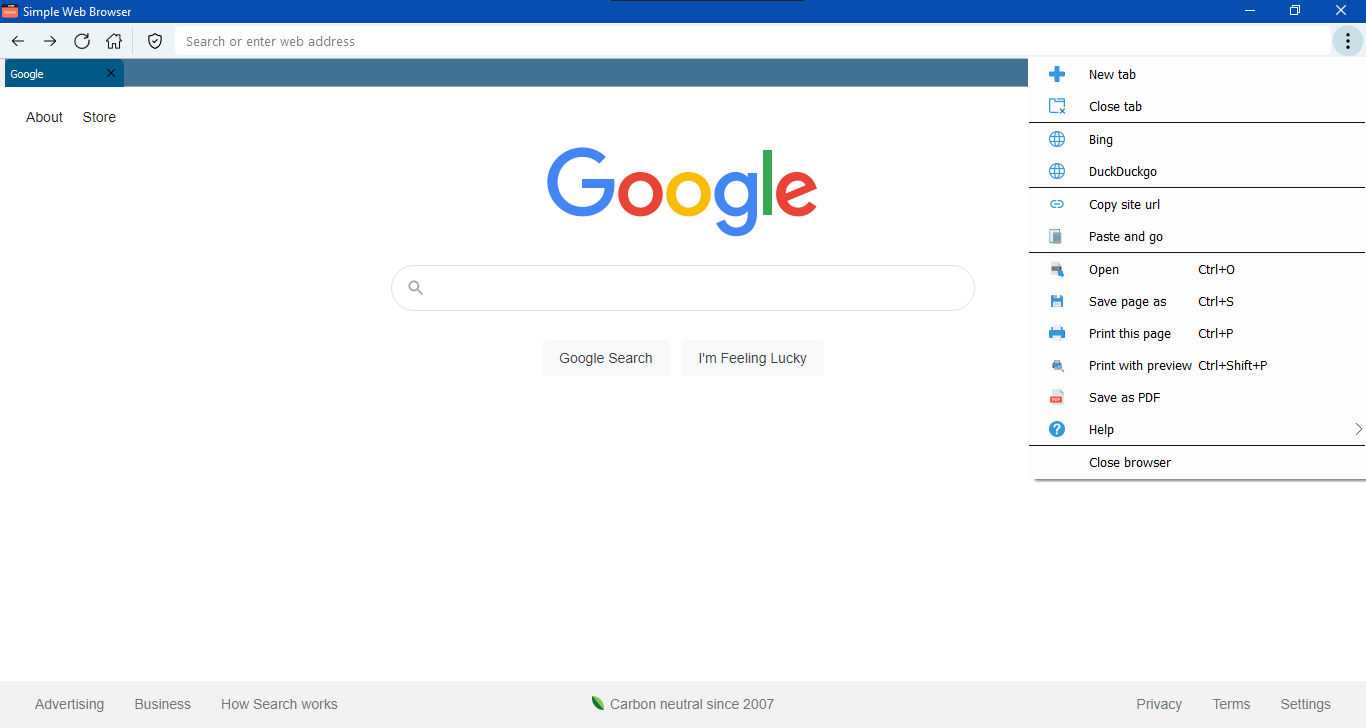 Simple Web Browser
Search or enter web address
Google
New tab
Close tab
Bing
DuckDuckgo
Copy site url
Paste and go
Open Ctrl+O
Save page as Ctrl+S
Print this page Ctrl+P
Print with preview Ctrl+Shift+P
Save as PDF
Help
Close browser
About Store
Google
Google Search I'm Feeling Lucky
Advertising Business How Search works Carbon neutral since 2007 Privacy Terms Settings